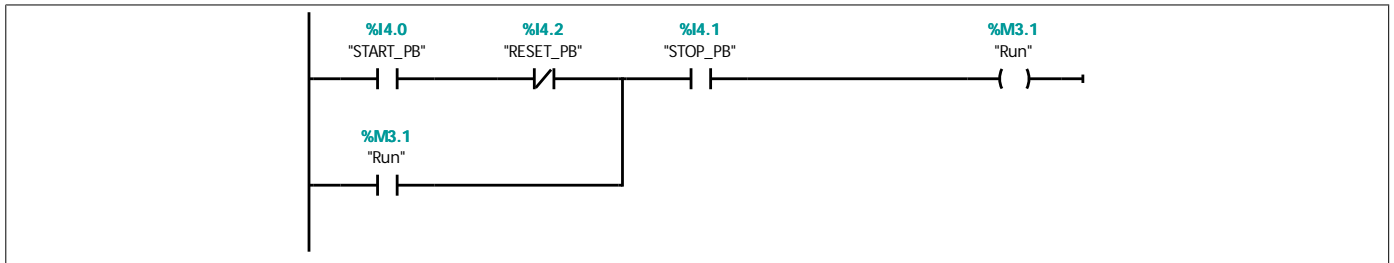 %I4.0 %I4.2 %I4.1 %M3.1
"START_PB" "RESET_PB" "STOP_PB" "Run"
%M3.1
"Run"